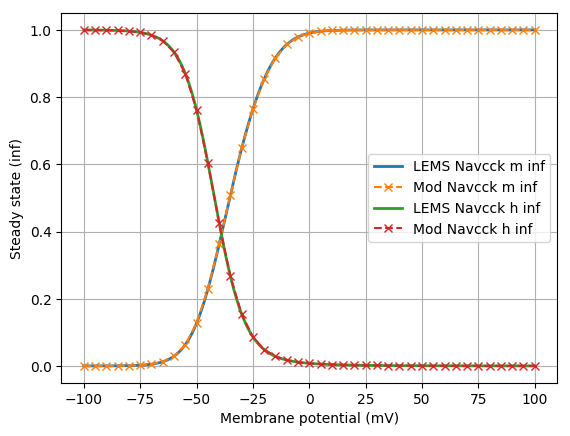 1.0
0.8
0.6
0.4
0.2
0.0
Steady state (inf)
LEMS Navcck m inf
Mod Navcck m inf
LEMS Navcck h inf
Mod Navcck h inf
−100 −75 −50 −25 0 25 50 75 100
Membrane potential (mV)